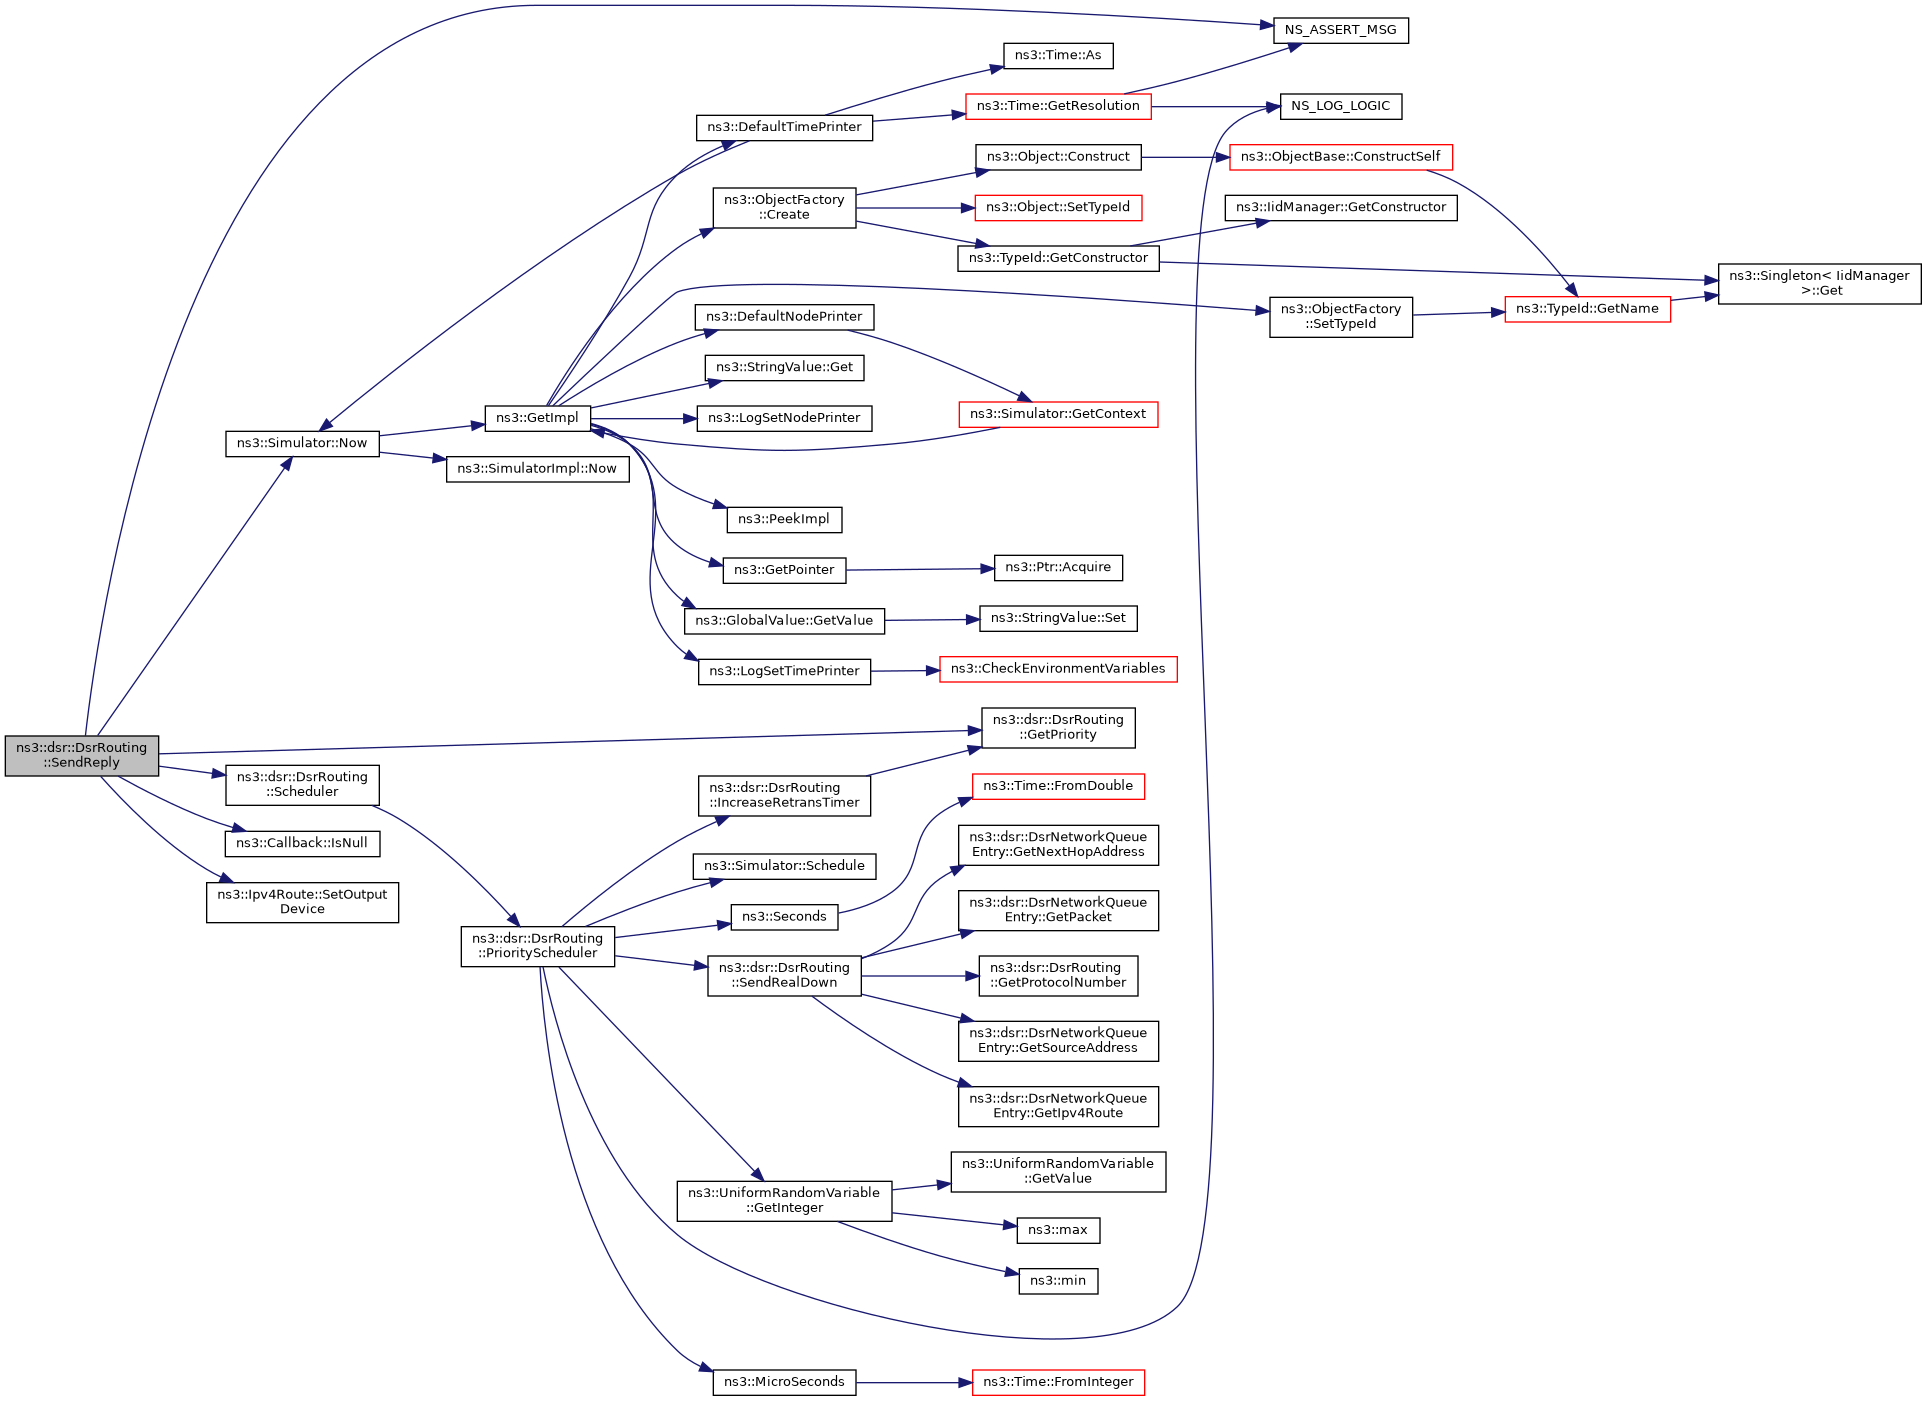 NS_ASSERT_MSG
ns3::Time::As
ns3::Time::GetResolution
NS_LOG_LOGIC
ns3::DefaultTimePrinter
ns3::Object::Construct
ns3::ObjectBase::ConstructSelf
ns3::ObjectFactory
::Create
ns3::Object::SetTypeId
ns3::IidManager::GetConstructor
ns3::TypeId::GetConstructor
ns3::Singleton< IidManager
>::Get
ns3::DefaultNodePrinter
ns3::ObjectFactory
::SetTypeId
ns3::TypeId::GetName
ns3::StringValue::Get
ns3::GetImpl
ns3::LogSetNodePrinter
ns3::Simulator::GetContext
ns3::Simulator::Now
ns3::SimulatorImpl::Now
ns3::PeekImpl
ns3::GetPointer
ns3::Ptr::Acquire
ns3::GlobalValue::GetValue
ns3::StringValue::Set
ns3::LogSetTimePrinter
ns3::CheckEnvironmentVariables
ns3::dsr::DsrRouting
::GetPriority
ns3::dsr::DsrRouting
::SendReply
ns3::dsr::DsrRouting
::Scheduler
ns3::dsr::DsrRouting
::IncreaseRetransTimer
ns3::Time::FromDouble
ns3::Callback::IsNull
ns3::dsr::DsrNetworkQueue
Entry::GetNextHopAddress
ns3::Simulator::Schedule
ns3::Ipv4Route::SetOutput
Device
ns3::Seconds
ns3::dsr::DsrNetworkQueue
Entry::GetPacket
ns3::dsr::DsrRouting
::PriorityScheduler
ns3::dsr::DsrRouting
::SendRealDown
ns3::dsr::DsrRouting
::GetProtocolNumber
ns3::dsr::DsrNetworkQueue
Entry::GetSourceAddress
ns3::dsr::DsrNetworkQueue
Entry::GetIpv4Route
ns3::UniformRandomVariable
::GetValue
ns3::UniformRandomVariable
::GetInteger
ns3::max
ns3::min
ns3::MicroSeconds
ns3::Time::FromInteger